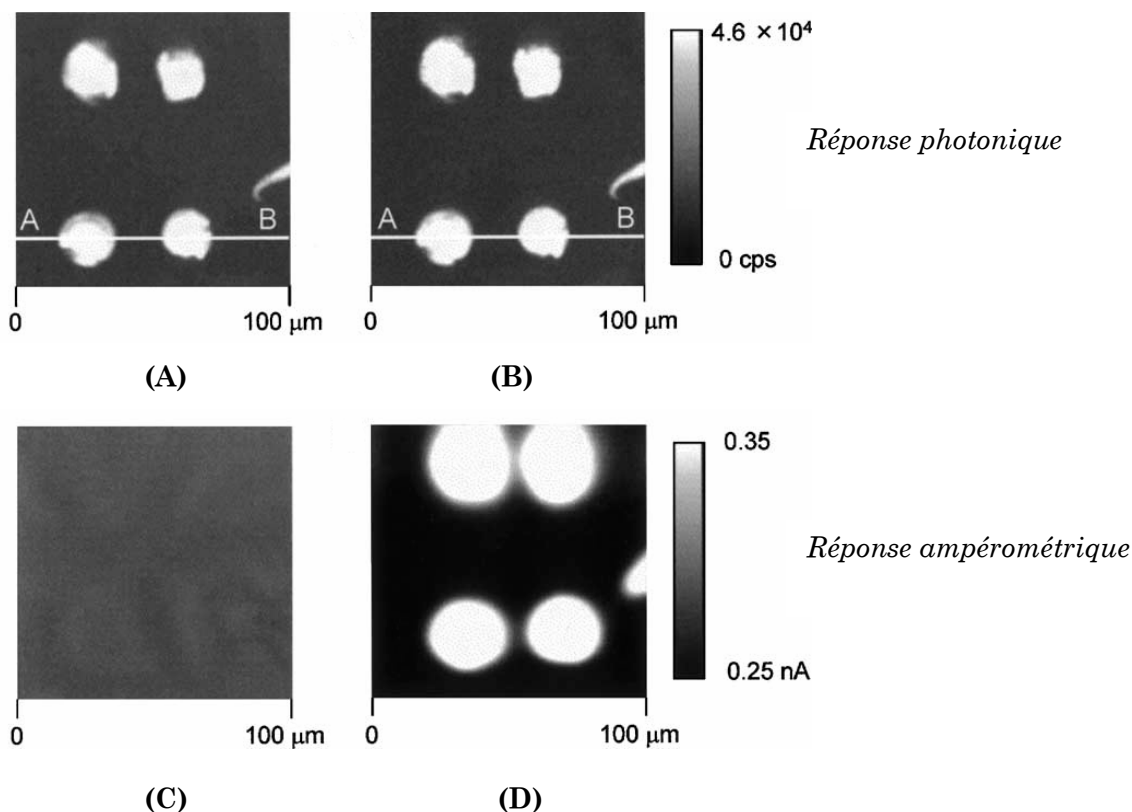 A B
A B
4.6 × 10⁴
Réponse photonique
0 cps
0 100 μm
0 100 μm
(A) (B)
0.35
Réponse ampérométrique
0.25 nA
0 100 μm
0 100 μm
(C) (D)